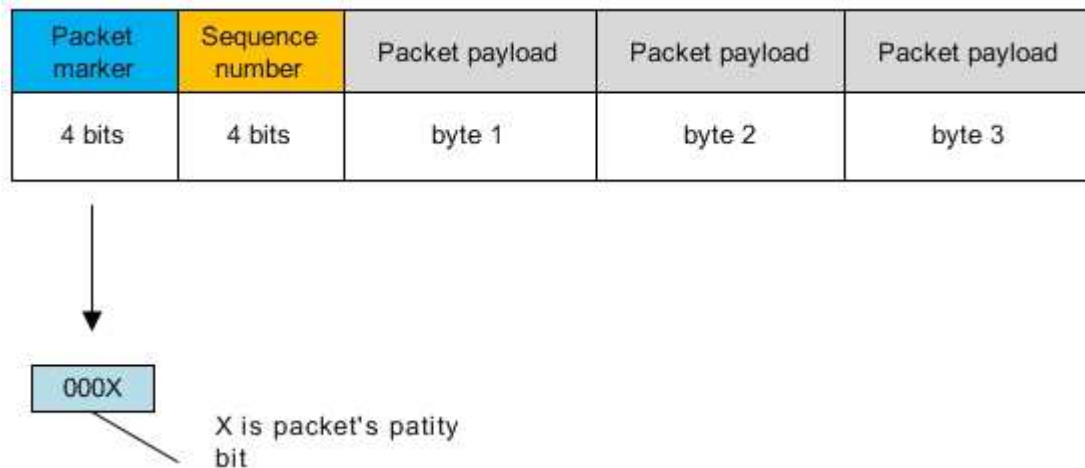 Packet
marker
Sequence
number
Packet payload
Packet payload
Packet payload
4 bits
4 bits
byte 1
byte 2
byte 3
000X
X is packet's patity
bit